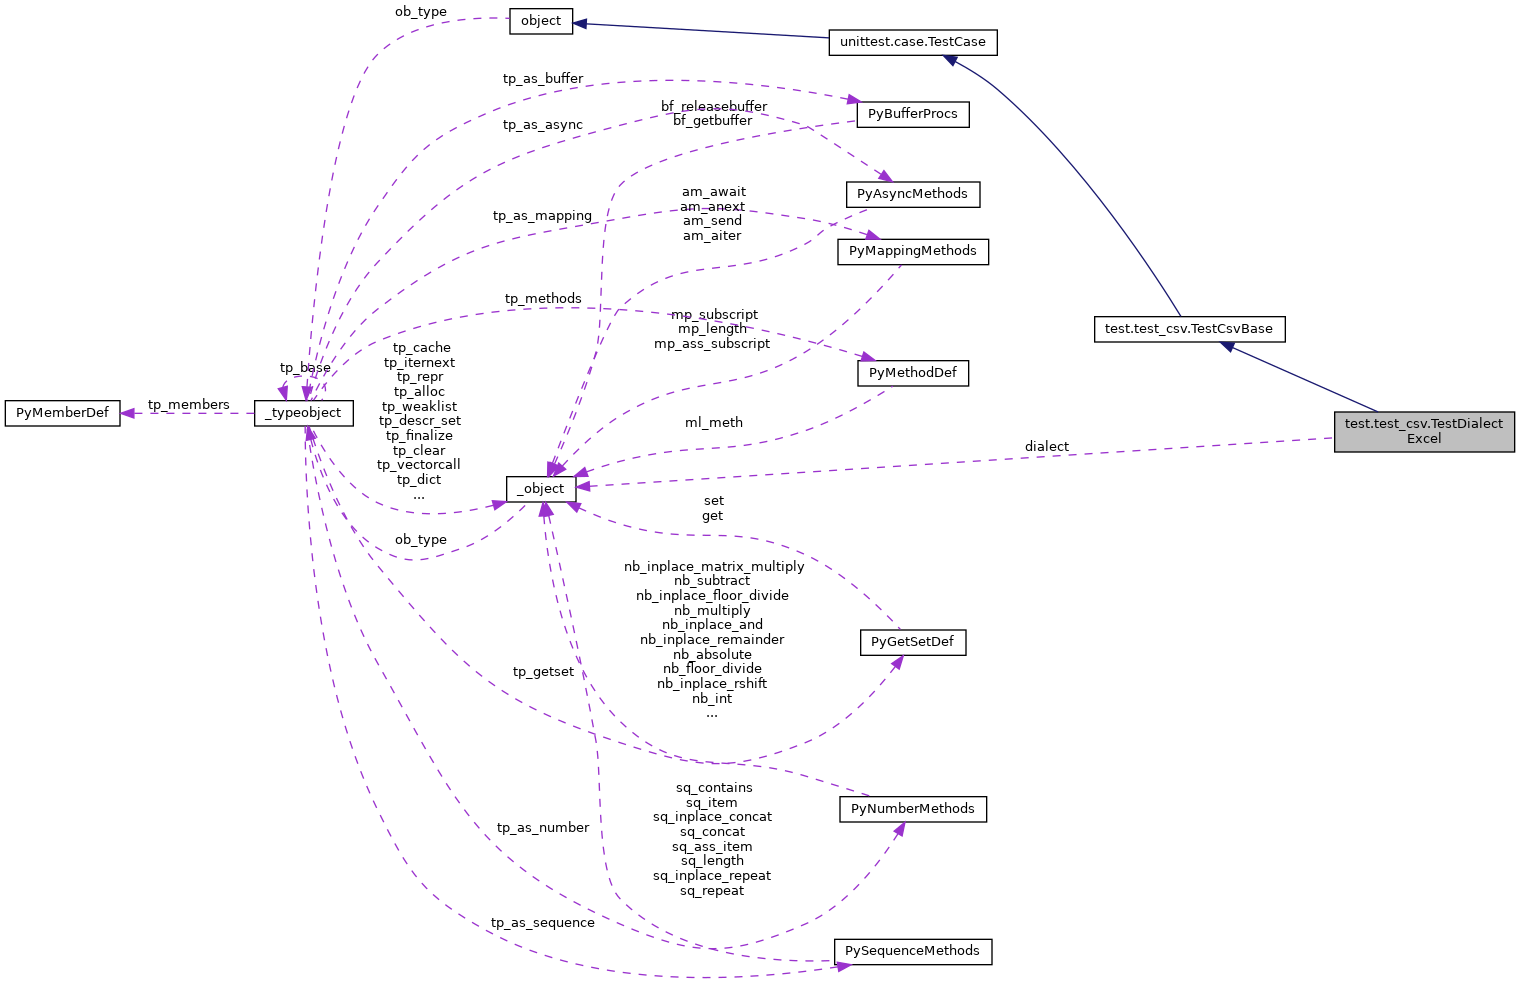 ob_type
object
unittest.case.TestCase
tp_as_buffer
bf_releasebuffer
bf_getbuffer
PyBufferProcs
tp_as_async
PyAsyncMethods
am_await
am_anext
am_send
am_aiter
tp_as_mapping
PyMappingMethods
tp_methods
mp_subscript
mp_length
mp_ass_subscript
test.test_csv.TestCsvBase
tp_base
tp_cache
tp_iternext
tp_repr
tp_alloc
tp_weaklist
tp_descr_set
tp_finalize
tp_clear
tp_vectorcall
tp_dict
...
PyMethodDef
PyMemberDef
tp_members
_typeobject
ml_meth
test.test_csv.TestDialect
Excel
dialect
_object
set
get
ob_type
nb_inplace_matrix_multiply
nb_subtract
nb_inplace_floor_divide
nb_multiply
nb_inplace_and
nb_inplace_remainder
nb_absolute
nb_floor_divide
nb_inplace_rshift
nb_int
...
PyGetSetDef
tp_getset
sq_contains
sq_item
sq_inplace_concat
sq_concat
sq_ass_item
sq_length
sq_inplace_repeat
sq_repeat
PyNumberMethods
tp_as_number
tp_as_sequence
PySequenceMethods